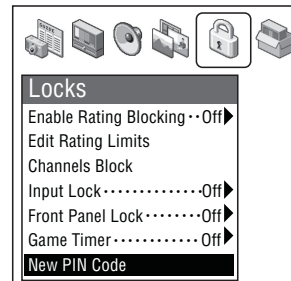 Locks
Enable Rating Blocking ··Off
Edit Rating Limits
Channels Block
Input Lock ··············Off
Front Panel Lock ········Off
Game Timer ············Off
New PIN Code